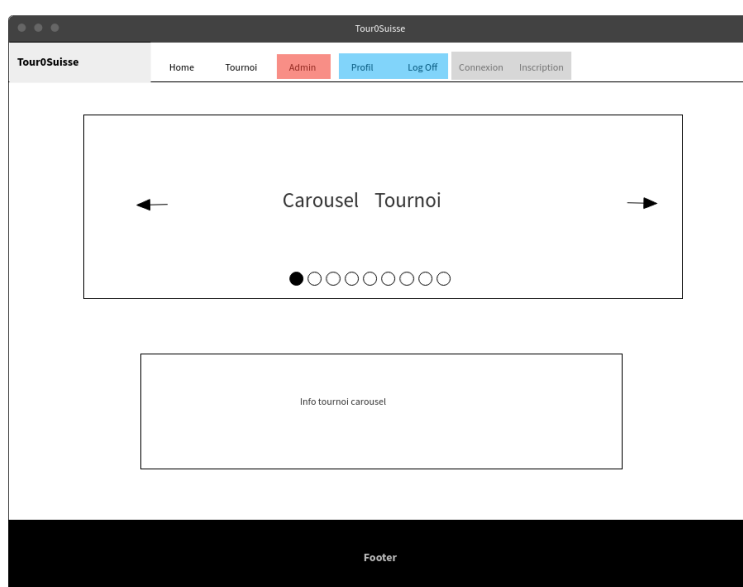 Tour0Suisse
Tour0Suisse
Home Tournoi Admin Profil Log Off Connexion Inscription
Carousel Tournoi
Info tournoi carousel
Footer